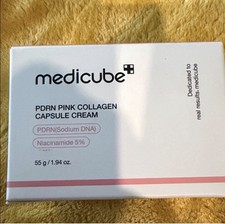 medicube
PDRN PINK COLLAGEN
CAPSULE CREAM
PDRN(Sodium DNA)
Niacinamide 5%
55 g / 1.94 oz.
Dedicated to
real results. medicube